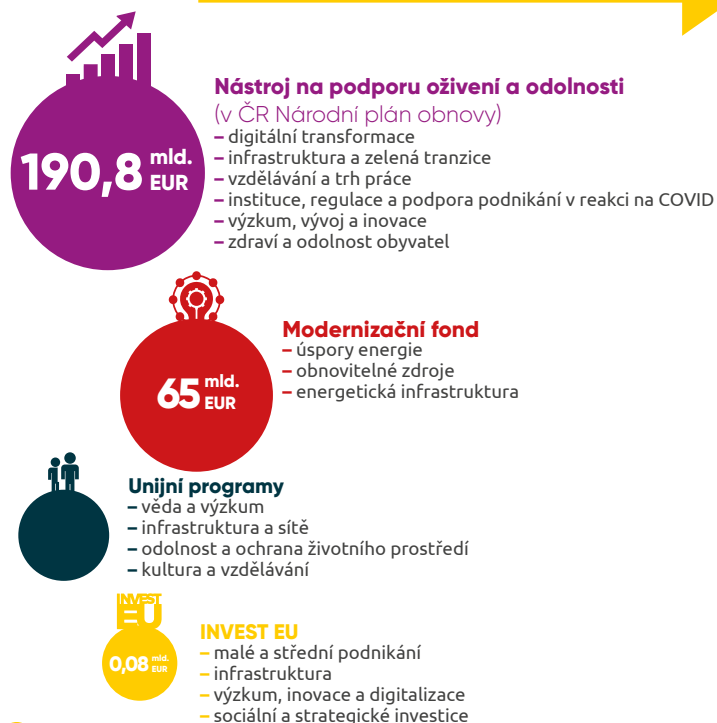 190,8 mld. EUR
Nástroj na podporu oživení a odolnosti
(v ČR Národní plán obnovy)
– digitální transformace
– infrastruktura a zelená tranzice
– vzdělávání a trh práce
– instituce, regulace a podpora podnikání v reakci na COVID
– výzkum, vývoj a inovace
– zdraví a odolnost obyvatel
65 mld. EUR
Modernizační fond
– úspory energie
– obnovitelné zdroje
– energetická infrastruktura
Unijní programy
– věda a výzkum
– infrastruktura a sítě
– odolnost a ochrana životního prostředí
– kultura a vzdělávání
INVEST
EU
0,08 mld. EUR
INVEST EU
– malé a střední podnikání
– infrastruktura
– výzkum, inovace a digitalizace
– sociální a strategické investice